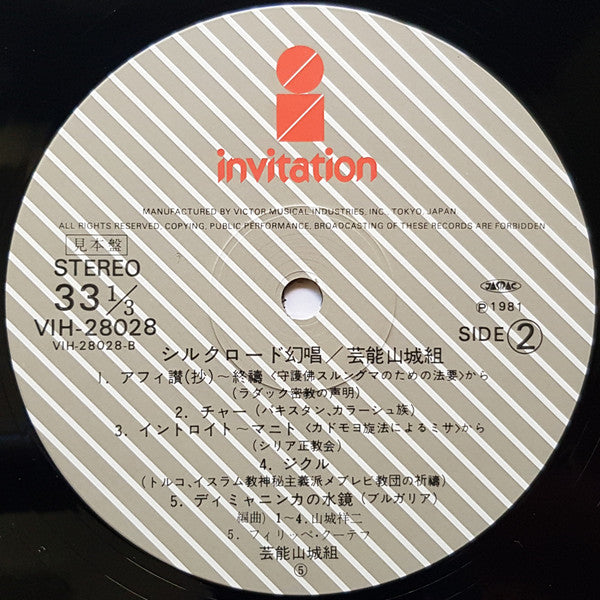 invitation
MANUFACTURED BY VICTOR MUSICAL INDUSTRIES, INC., TOKYO, JAPAN
ALL RIGHTS RESERVED, COPYING, PUBLIC PERFORMANCE, BROADCASTING OF THESE RECORDS ARE FORBIDDEN
見本盤
STEREO
33 1/3
VIH-28028
VIH-28028-B
JASRAC
Ⓟ1981
SIDE ②
シルクロード幻唱/芸能山城組
1. アフィ讃(抄)~終禱〈守護佛スルングマのための法要〉から
(ラダック密教の声明)
2. チャー(パキスタン、カラーシュ族)
3. イントロイト~マニト〈カドモヨ旋法によるミサ〉から
(シリア正教会)
4. ジクル
(トルコ、イスラム教神秘主義派メブレビ教団の祈禱)
5. ディミャニンカの水鏡(ブルガリア)
編曲) 1~4. 山城祥二
5. フィリッペ・クーテフ
芸能山城組
⑤